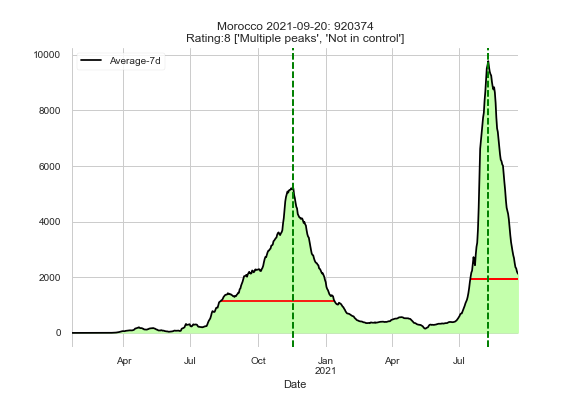 Morocco 2021-09-20: 920374
Rating:8 ['Multiple peaks', 'Not in control']
Average-7d
10000
8000
6000
4000
2000
0
Apr
Jul
Oct
Jan
2021
Apr
Jul
Date